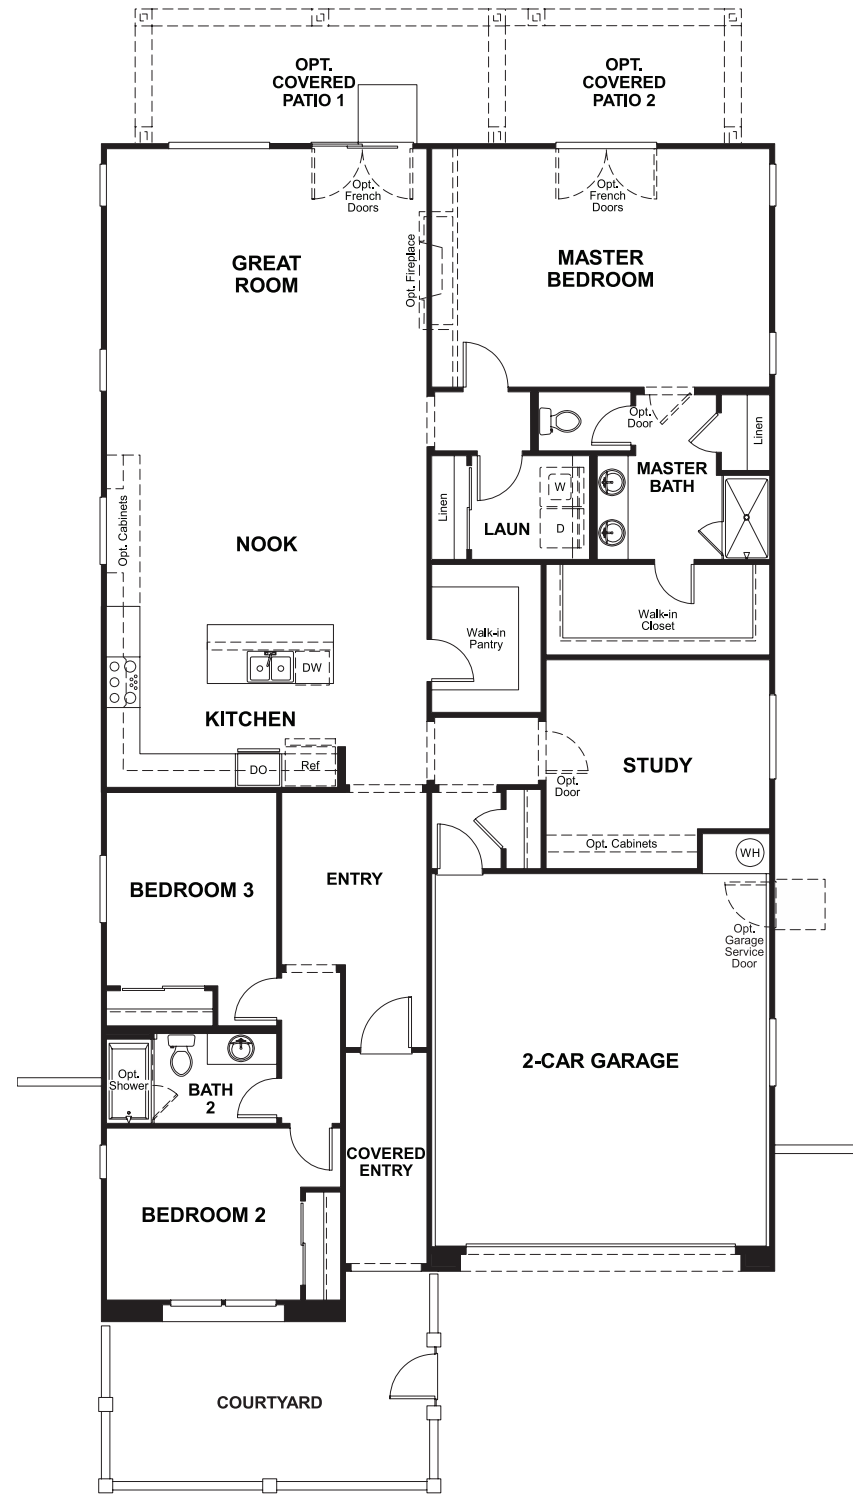 OPT.
COVERED
PATIO 1
OPT.
COVERED
PATIO 2
Opt.
French
Doors
Opt.
French
Doors
GREAT
ROOM
Opt. Fireplace
MASTER
BEDROOM
Opt.
Door
Linen
MASTER
BATH
Linen
LAUN
W
D
Opt. Cabinets
NOOK
Walk-in
Closet
Walk-in
Pantry
DW
KITCHEN
DO
Ref
STUDY
Opt.
Door
Opt. Cabinets
WH
BEDROOM 3
ENTRY
Opt.
Garage
Service
Door
2-CAR GARAGE
Opt.
Shower
BATH
2
COVERED
ENTRY
BEDROOM 2
COURTYARD